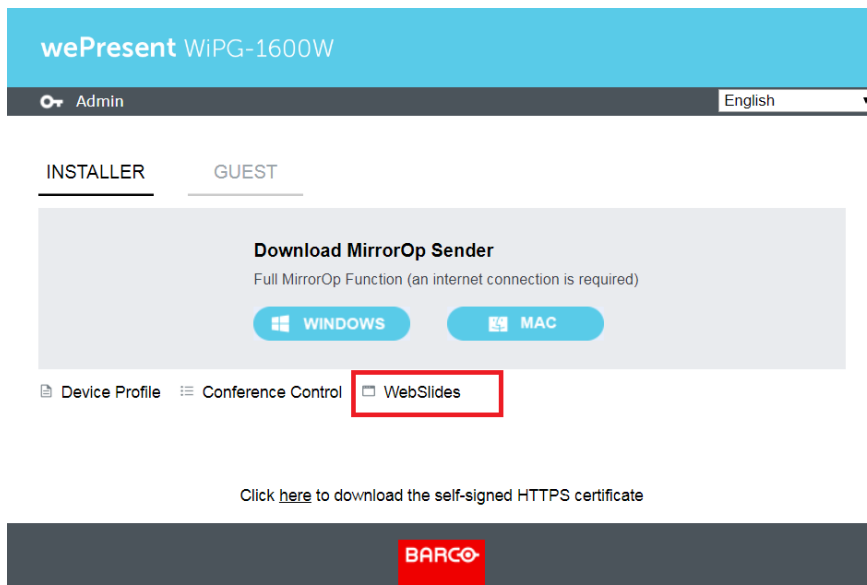 wePresent WiPG-1600W
Admin
English
INSTALLER GUEST
Download MirrorOp Sender
Full MirrorOp Function (an internet connection is required)
WINDOWS MAC
Device Profile Conference Control WebSlides
Click here to download the self-signed HTTPS certificate
BARCO